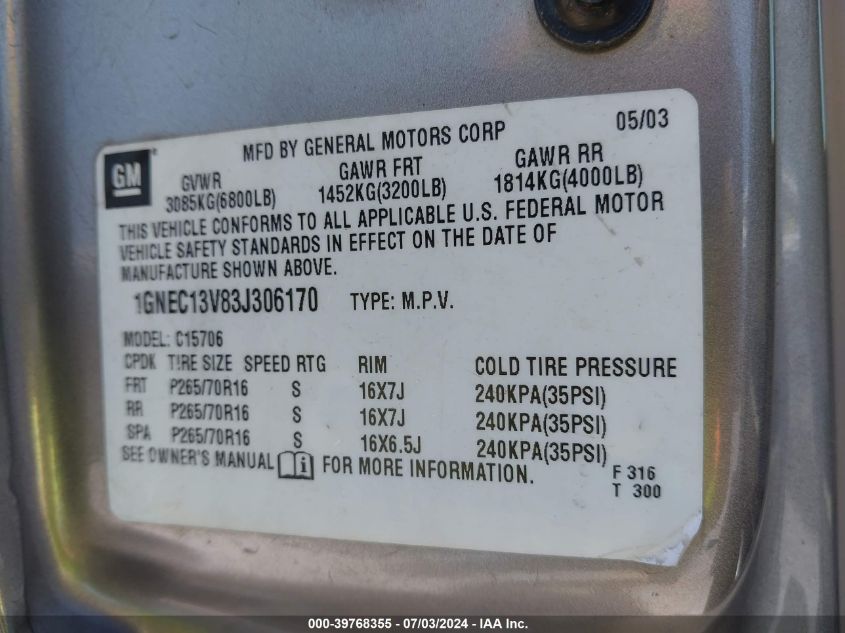 05/03
GM MFD BY GENERAL MOTORS CORP
GVWR GAWR FRT GAWR RR
3085KG(6800LB) 1452KG(3200LB) 1814KG(4000LB)
THIS VEHICLE CONFORMS TO ALL APPLICABLE U.S. FEDERAL MOTOR
VEHICLE SAFETY STANDARDS IN EFFECT ON THE DATE OF
MANUFACTURE SHOWN ABOVE.
1GNEC13V83J306170 TYPE: M.P.V.
MODEL: C15706
CPDK TIRE SIZE SPEED RTG RIM COLD TIRE PRESSURE
FRT P265/70R16 S 16X7J 240KPA(35PSI)
RR P265/70R16 S 16X7J 240KPA(35PSI)
SPA P265/70R16 S 16X6.5J 240KPA(35PSI)
SEE OWNER'S MANUAL i FOR MORE INFORMATION.
F 316
T 300
000-39768355 - 07/03/2024 - IAA Inc.